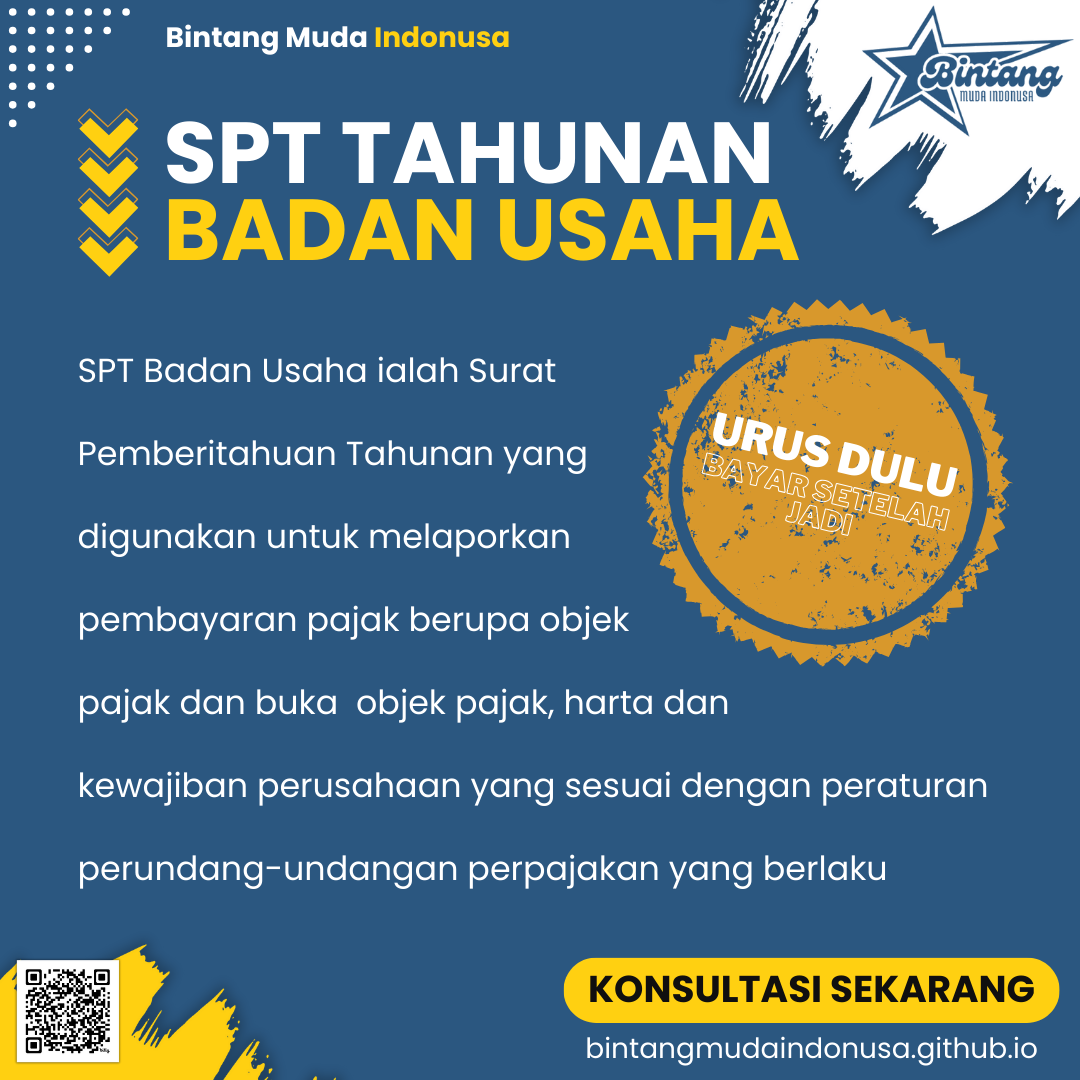 Bintang Muda Indonusa
Bintang
MUDA INDONUSA
SPT TAHUNAN
BADAN USAHA
SPT Badan Usaha ialah Surat
Pemberitahuan Tahunan yang
digunakan untuk melaporkan
pembayaran pajak berupa objek
pajak dan buka  objek pajak, harta dan
kewajiban perusahaan yang sesuai dengan peraturan
perundang-undangan perpajakan yang berlaku
URUS DULU
BAYAR SETELAH
JADI
KONSULTASI SEKARANG
bintangmudaindonusa.github.io